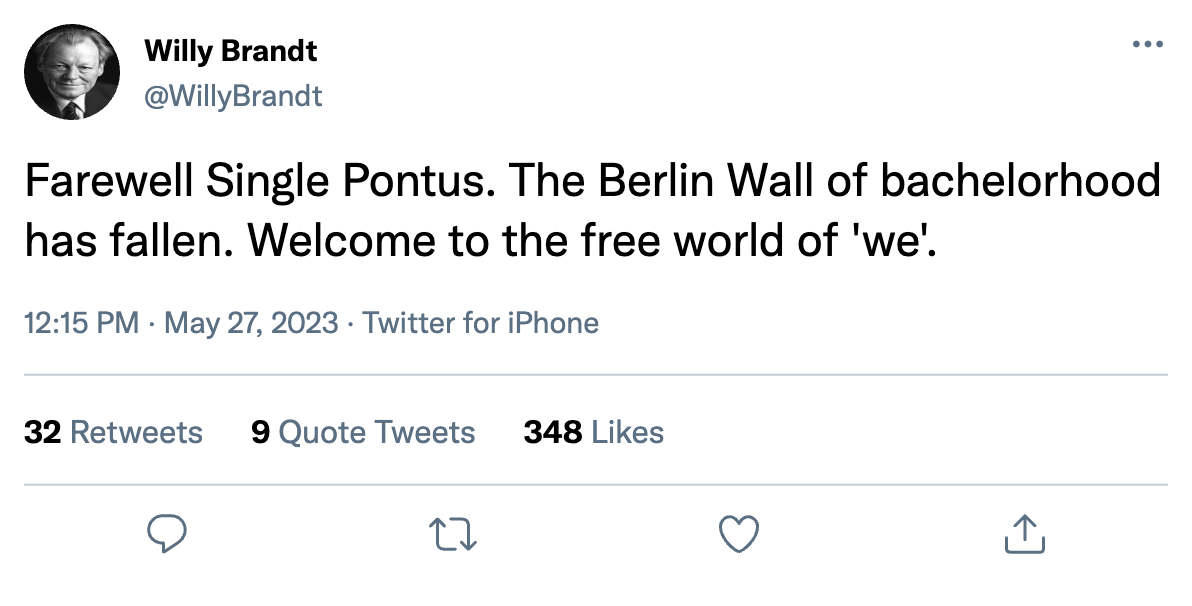 Willy Brandt
@WillyBrandt
Farewell Single Pontus. The Berlin Wall of bachelorhood
has fallen. Welcome to the free world of 'we'.
12:15 PM · May 27, 2023 · Twitter for iPhone
32 Retweets 9 Quote Tweets 348 Likes